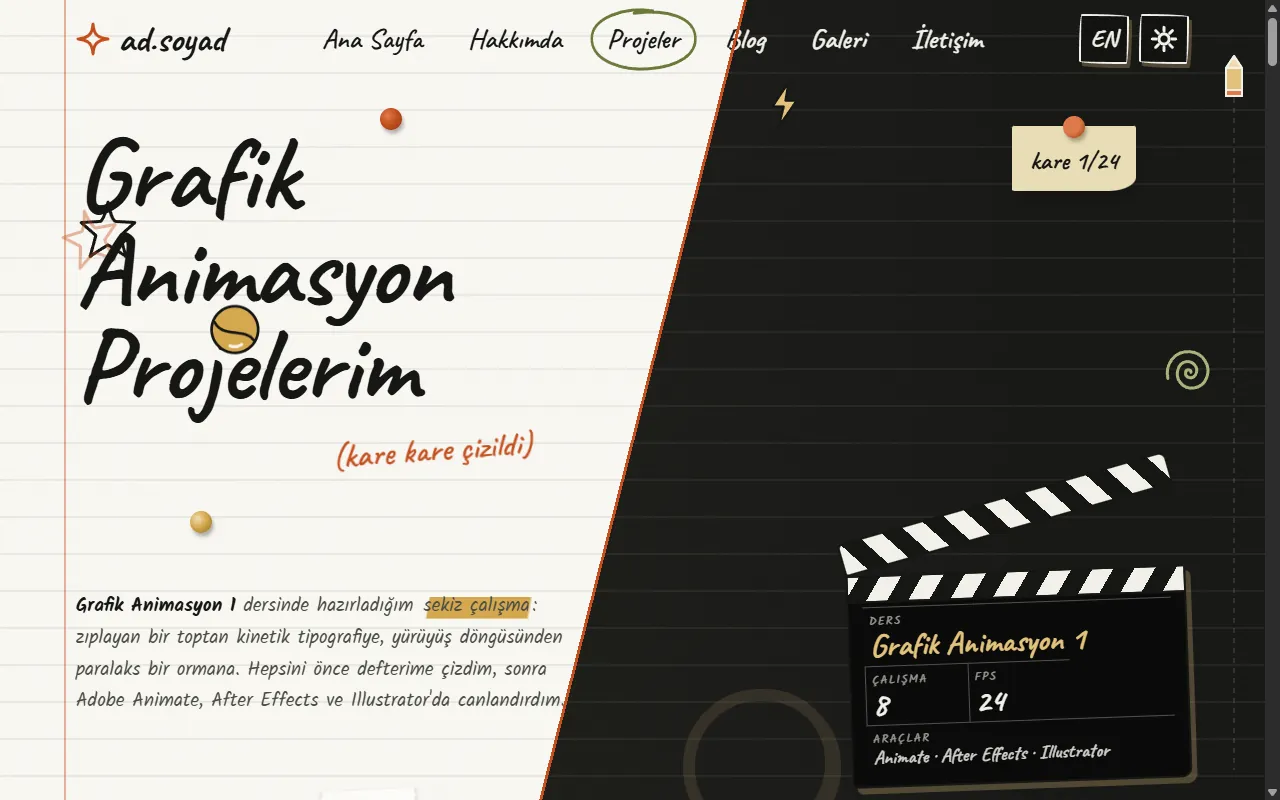 ad.soyad
Ana Sayfa
Hakkımda
Projeler
Blog
Galeri
İletişim
EN
kare 1/24
Grafik
Animasyon
Projelerim
(kare kare çizildi)
Grafik Animasyon 1 dersinde hazırladığım sekiz çalışma:
zıplayan bir toptan kinetik tipografiye, yürüyüş döngüsünden
paralaks bir ormana. Hepsini önce defterime çizdim, sonra
Adobe Animate, After Effects ve Illustrator'da canlandırdım.
DERS
Grafik Animasyon 1
ÇALIŞMA
8
FPS
24
ARAÇLAR
Animate · After Effects · Illustrator